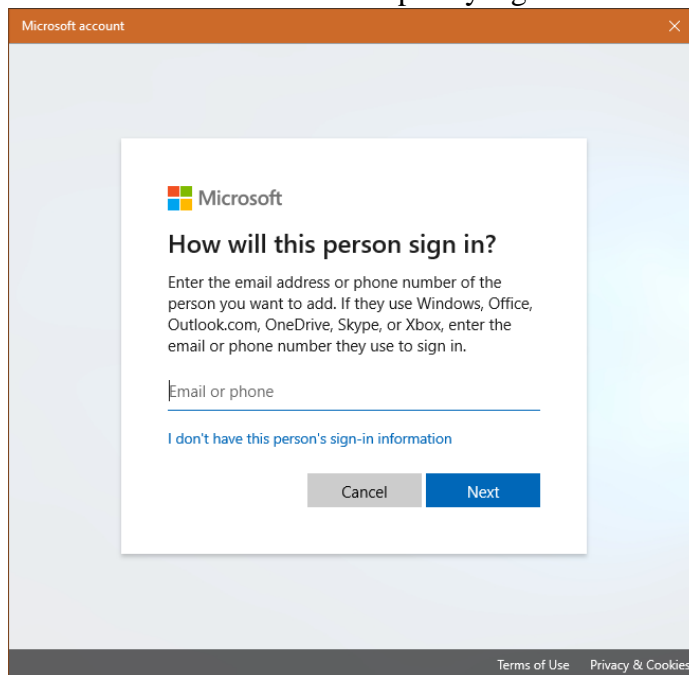 Microsoft account
Microsoft
How will this person sign in?
Enter the email address or phone number of the
person you want to add. If they use Windows, Office,
Outlook.com, OneDrive, Skype, or Xbox, enter the
email or phone number they use to sign in.
Email or phone
I don't have this person's sign-in information
Cancel Next
Terms of Use Privacy & Cookies